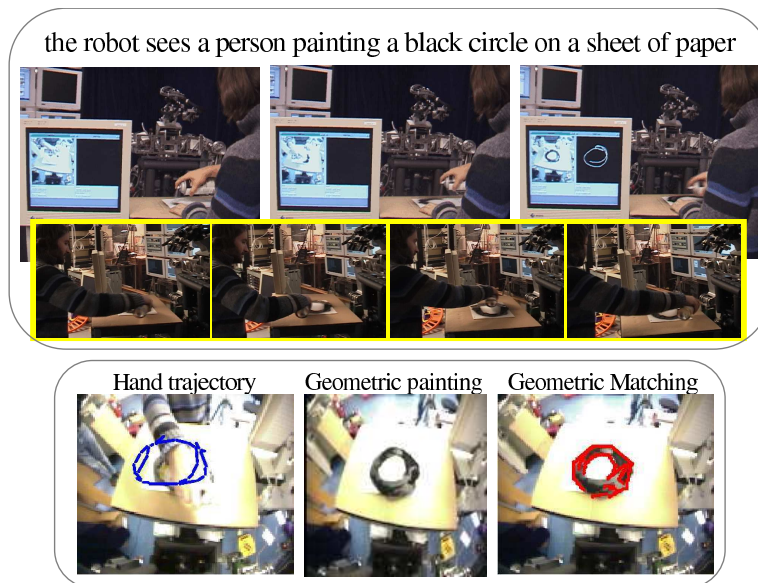 the robot sees a person painting a black circle on a sheet of paper
Hand trajectory
Geometric painting
Geometric Matching